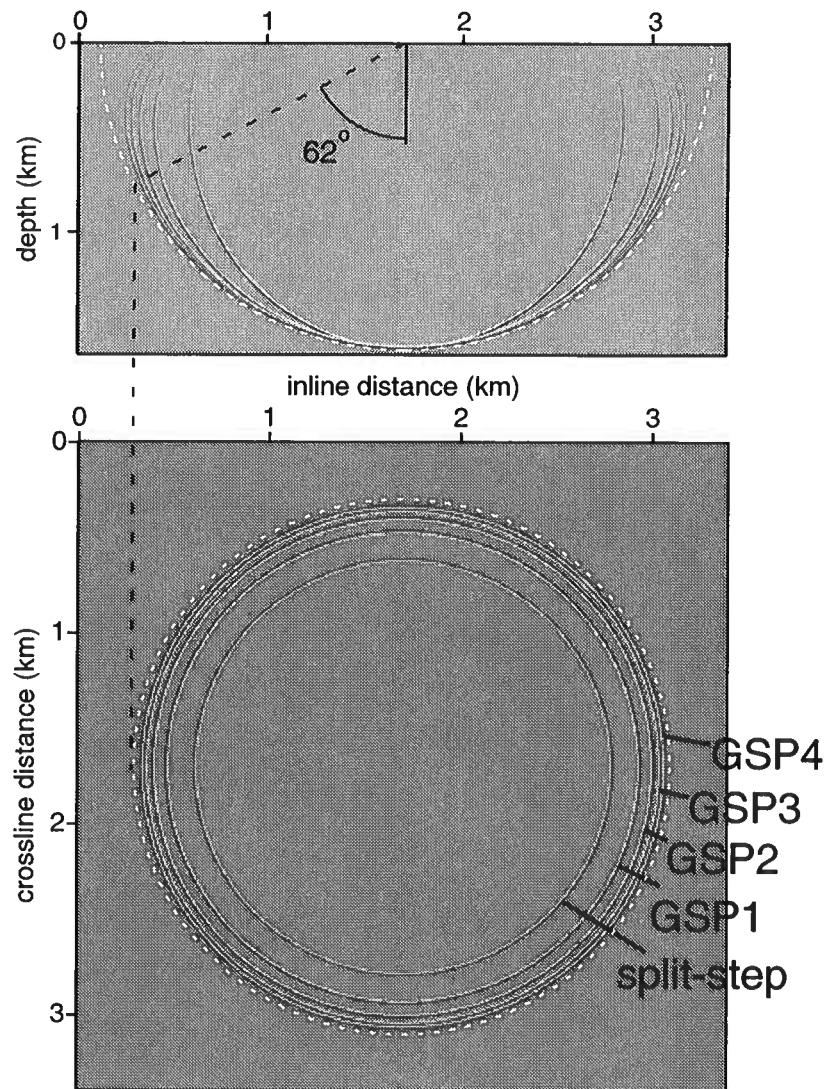 0 1 2 3
0
62°
depth (km)
1
inline distance (km)
0 1 2 3
0
1
crossline distance (km)
2
3
GSP4
GSP3
GSP2
GSP1
split-step